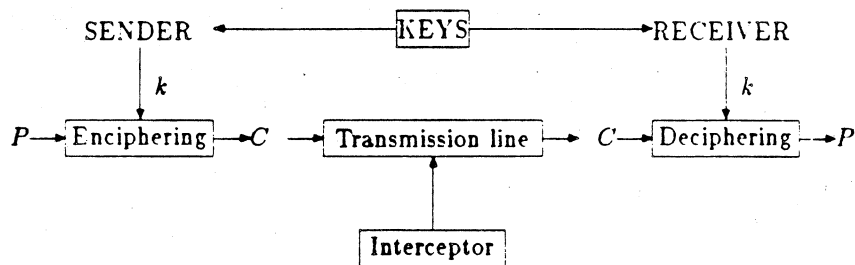 SENDER KEYS RECEIVER
k k
P Enciphering C Transmission line C Deciphering P
Interceptor